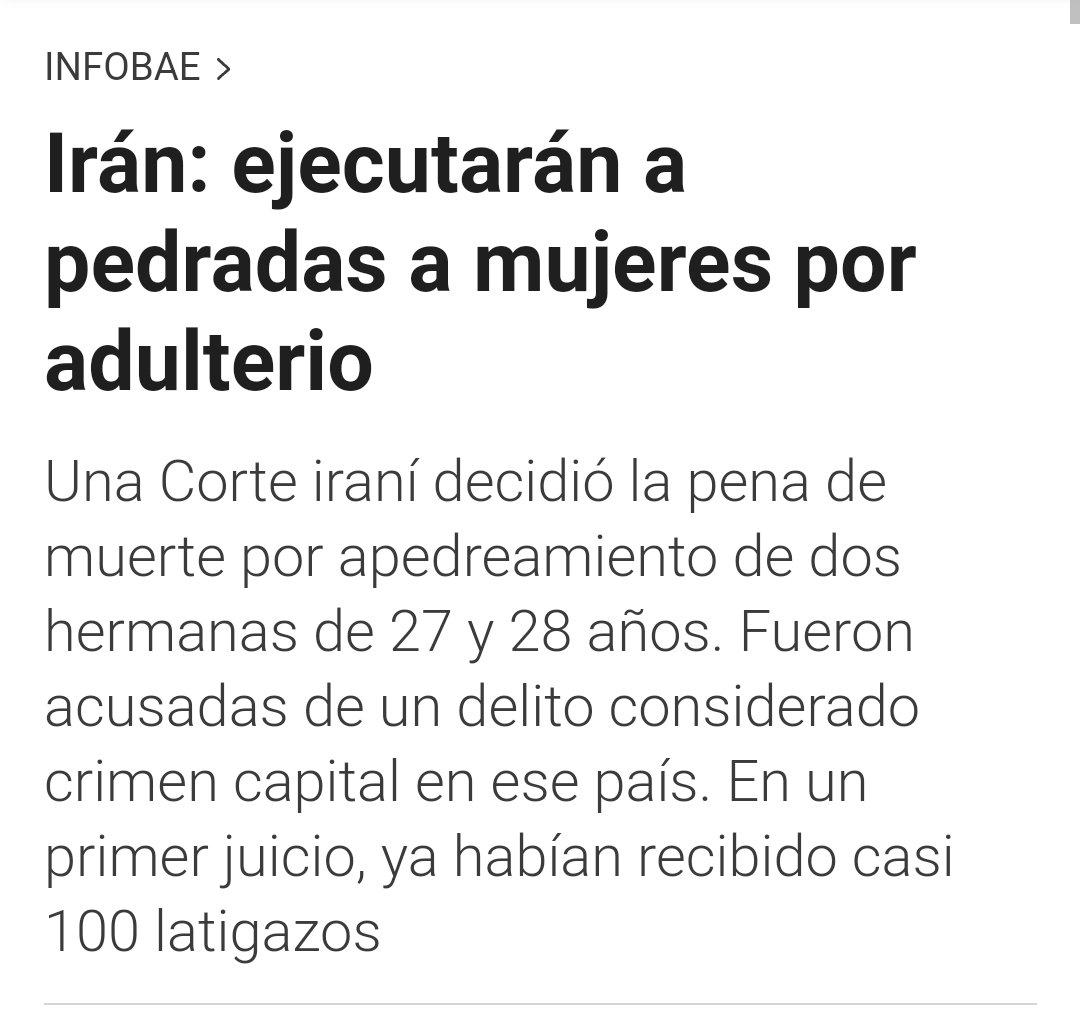 INFOBAE >
Irán: ejecutarán a
pedradas a mujeres por
adulterio
Una Corte iraní decidió la pena de
muerte por apedreamiento de dos
hermanas de 27 y 28 años. Fueron
acusadas de un delito considerado
crimen capital en ese país. En un
primer juicio, ya habían recibido casi
100 latigazos